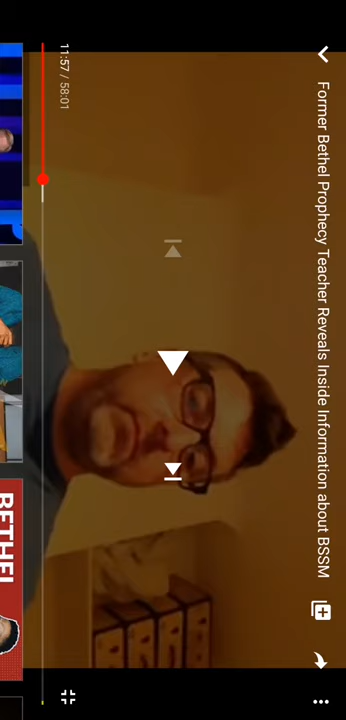 Former Bethel Prophecy Teacher Reveals Inside Information about BSSM
11:57 / 58:01
BETHEL